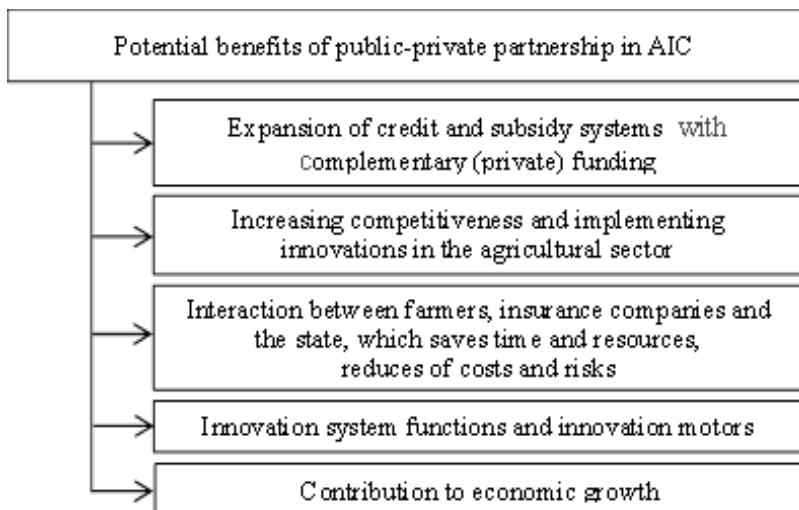 Potential benefits of public-private partnership in AIC
Expansion of credit and subsidy systems with
complementary (private) funding
Increasing competitiveness and implementing
innovations in the agricultural sector
Interaction between farmers, insurance companies and
the state, which saves time and resources,
reduces of costs and risks
Innovation system functions and innovation motors
Contribution to economic growth